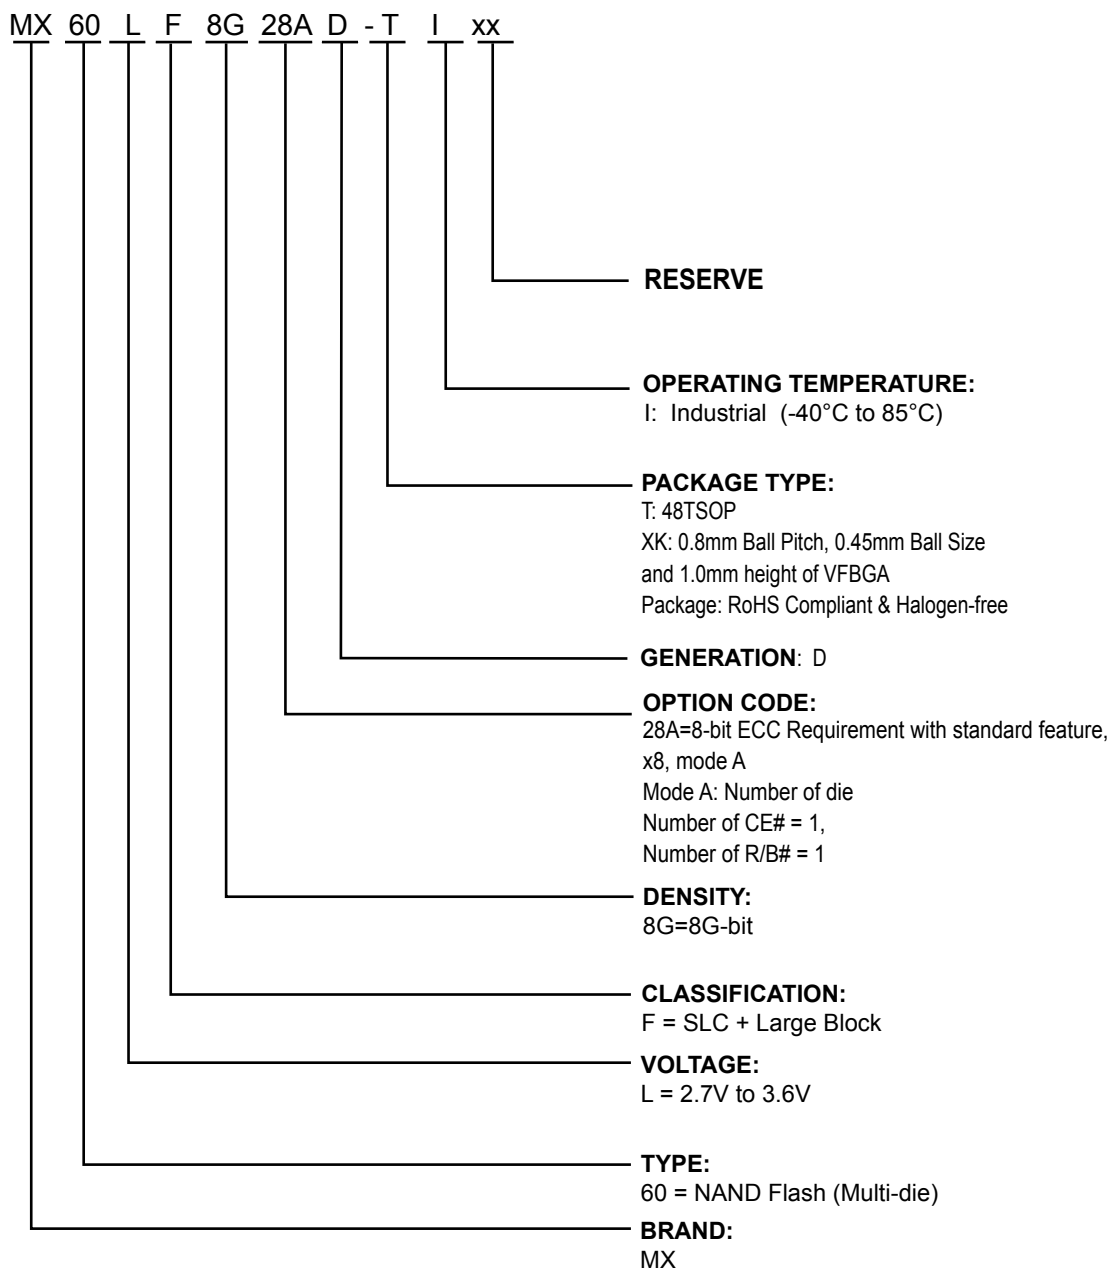 MX 60 L F 8G 28A D - T I xx
RESERVE
OPERATING TEMPERATURE:
I: Industrial (-40°C to 85°C)
PACKAGE TYPE:
T: 48TSOP
XK: 0.8mm Ball Pitch, 0.45mm Ball Size
and 1.0mm height of VFBGA
Package: RoHS Compliant & Halogen-free
GENERATION: D
OPTION CODE:
28A=8-bit ECC Requirement with standard feature,
x8, mode A
Mode A: Number of die
Number of CE# = 1,
Number of R/B# = 1
DENSITY:
8G=8G-bit
CLASSIFICATION:
F = SLC + Large Block
VOLTAGE:
L = 2.7V to 3.6V
TYPE:
60 = NAND Flash (Multi-die)
BRAND:
MX